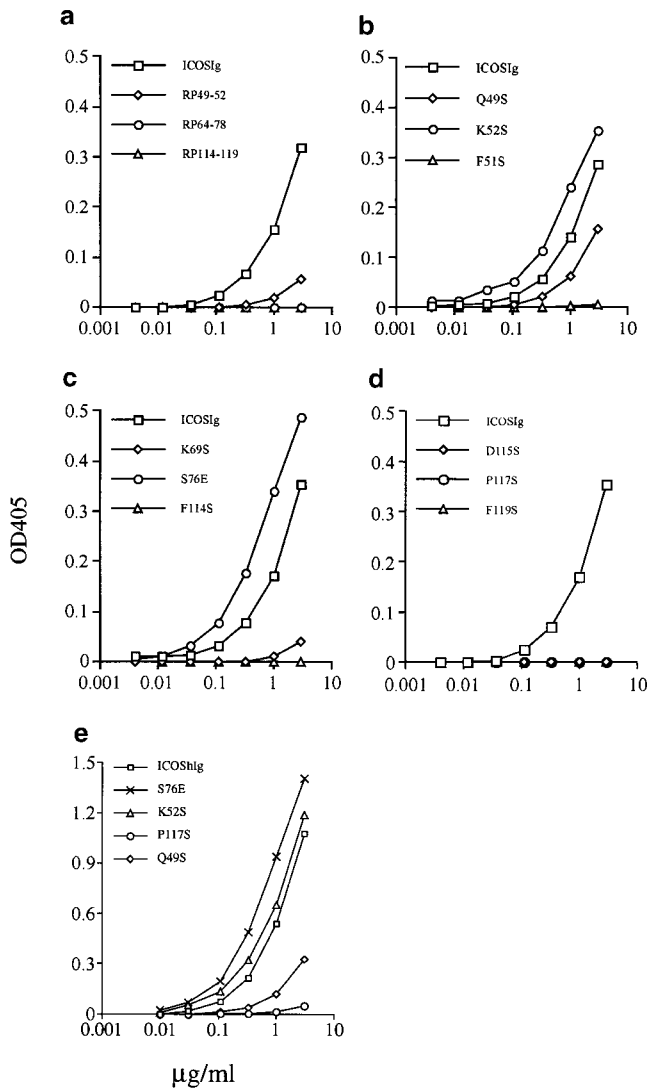 a
0.5
0.4
0.3
0.2
0.1
0
0.001 0.01 0.1 1 10
ICOSIg
RP49-52
RP64-78
RP114-119
b
0.5
0.4
0.3
0.2
0.1
0
0.001 0.01 0.1 1 10
ICOSIg
Q49S
K52S
F51S
c
0.5
0.4
0.3
0.2
0.1
0
0.001 0.01 0.1 1 10
ICOSIg
K69S
S76E
F114S
d
0.5
0.4
0.3
0.2
0.1
0
0.001 0.01 0.1 1 10
ICOSIg
D115S
P117S
F119S
OD405
e
1.5
1.2
0.9
0.6
0.3
0
0.001 0.01 0.1 1 10
ICOShIg
S76E
K52S
P117S
Q49S
μg/ml